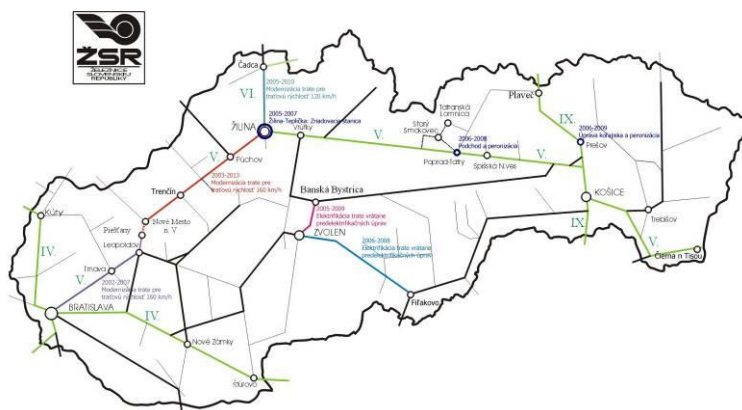 ŽSR
ŽELEZNICE
SLOVENSKEJ
REPUBLIKY
Čadca
VI.
2005-2010
Modernizácia trate pre
traťovú rýchlosť 120 km/h
2005-2007
Žilina-Teplička: Zriaďovacia stanica
ŽILINA
Vrútky
V.
Púchov
V.
2003-2013
Modernizácia trate pre
traťovú rýchlosť 160 km/h
Trenčín
Tatranská
Lomnica
Starý
Smokovec
2006-2008
Podchod a peronizácia
Poprad-Tatry
Spišská N.Ves
V.
Plaveč
IX.
2006-2009
Úprava koľajiska a peronizácia
Prešov
KOŠICE
IX.
Trebišov
V.
Čierna n Tisou
Banská Bystrica
2005-2006
Elektrifikácia trate vrátane
predelektrifikačných úprav
ZVOLEN
2006-2008
Elektrifikácia trate vrátane
predelektrifikačných úprav
Fiľakovo
Kúty
IV.
Nové Mesto
n. V
Piešťany
Leopoldov
Trnava
V.
2002-2007
Modernizácia trate pre
traťovú rýchlosť 160 km/h
BRATISLAVA
IV.
Nové Zámky
Štúrovo